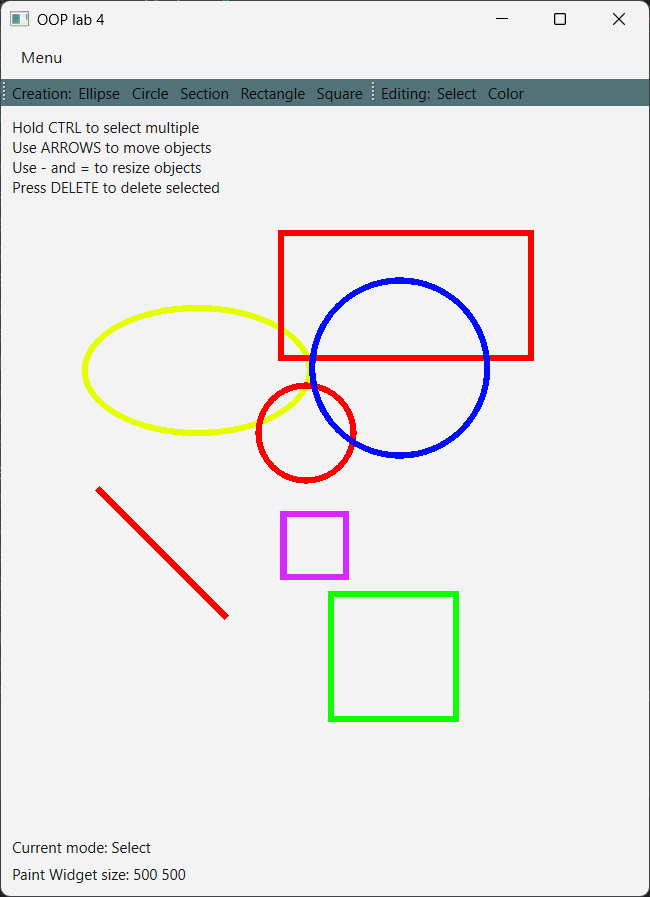 OOP lab 4
Menu
Creation: Ellipse Circle Section Rectangle Square Editing: Select Color
Hold CTRL to select multiple
Use ARROWS to move objects
Use - and = to resize objects
Press DELETE to delete selected
Current mode: Select
Paint Widget size: 500 500